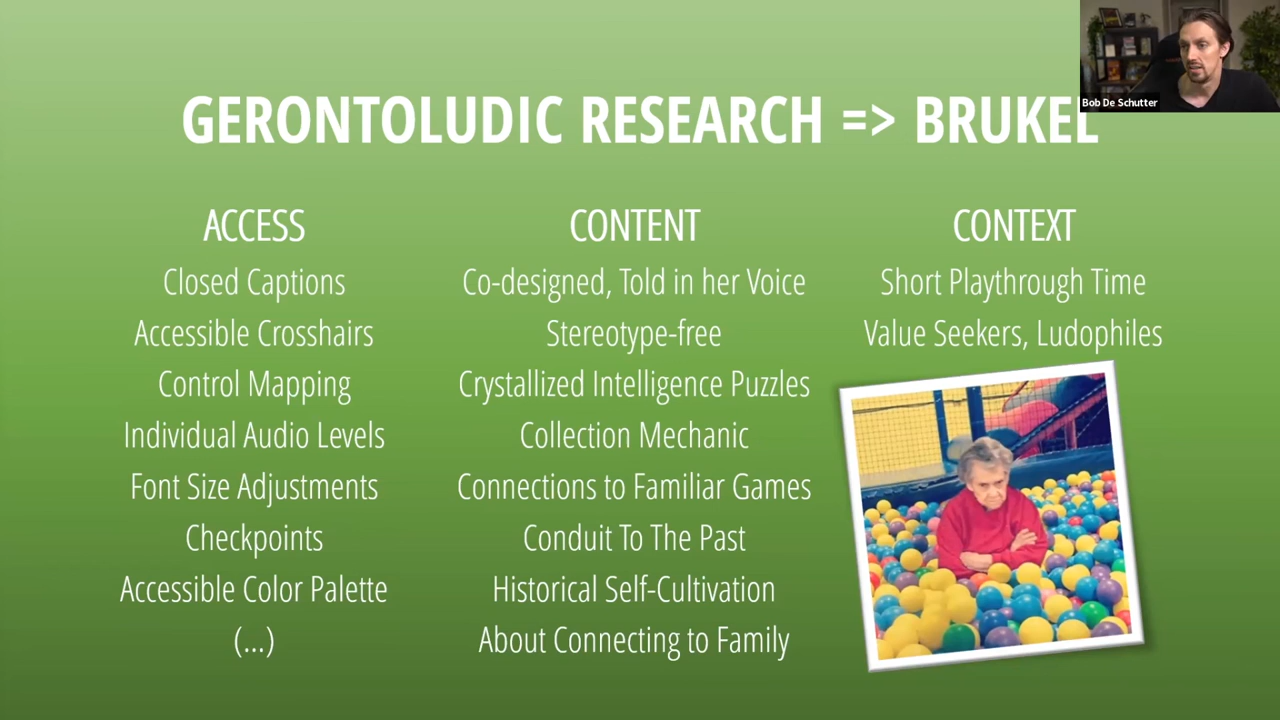 Bob De Schutter
GERONTOLUDIC RESEARCH => BRUKEL
ACCESS
Closed Captions
Accessible Crosshairs
Control Mapping
Individual Audio Levels
Font Size Adjustments
Checkpoints
Accessible Color Palette
(...)
CONTENT
Co-designed, Told in her Voice
Stereotype-free
Crystallized Intelligence Puzzles
Collection Mechanic
Connections to Familiar Games
Conduit To The Past
Historical Self-Cultivation
About Connecting to Family
CONTEXT
Short Playthrough Time
Value Seekers, Ludophiles